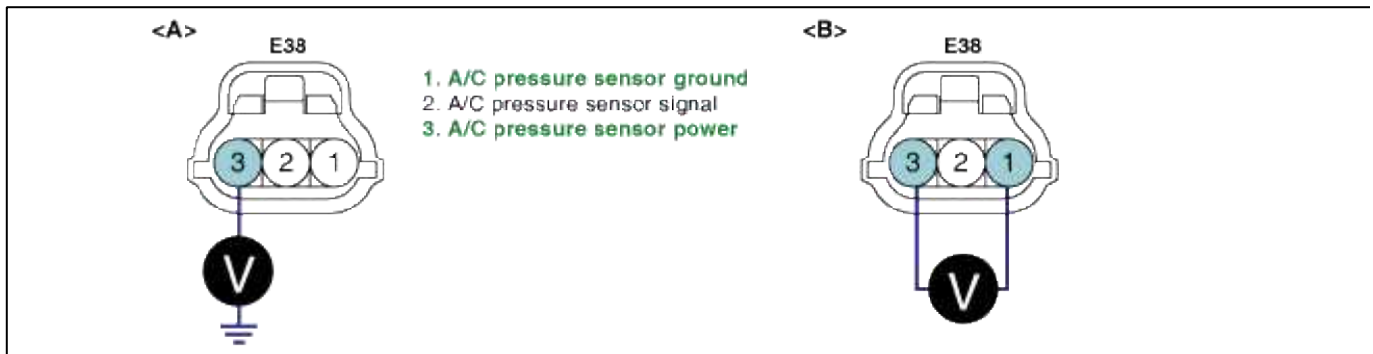 <A>
E38
1. A/C pressure sensor ground
2. A/C pressure sensor signal
3. A/C pressure sensor power
3 2 1
V
<B>
E38
3 2 1
V